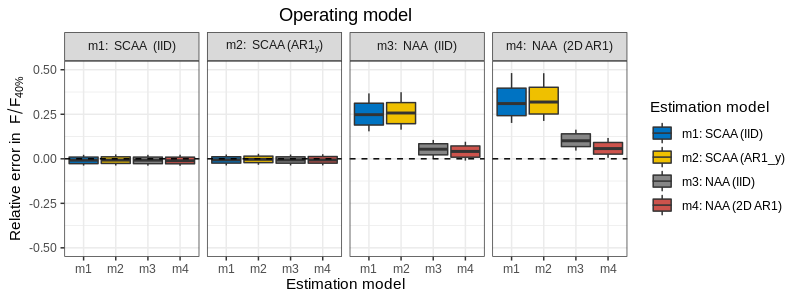 Operating model
m1: SCAA (IID)
m2: SCAA (AR1_y)
m3: NAA (IID)
m4: NAA (2D AR1)
Relative error in F/F40%
0.50
0.25
0.00
-0.25
-0.50
m1 m2 m3 m4
m1 m2 m3 m4
m1 m2 m3 m4
m1 m2 m3 m4
Estimation model
Estimation model
m1: SCAA (IID)
m2: SCAA (AR1_y)
m3: NAA (IID)
m4: NAA (2D AR1)